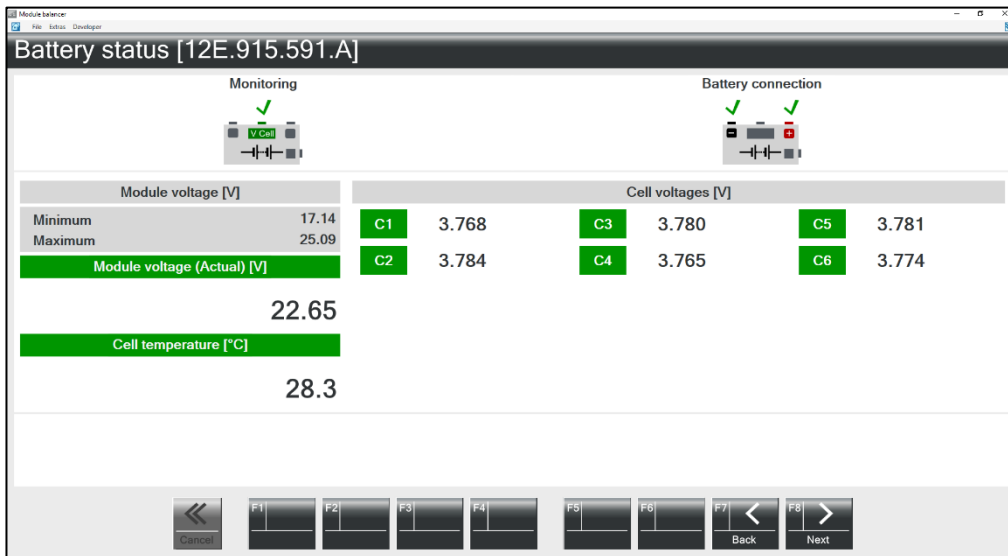 Module balancer
File Extras Developer
Battery status [12E.915.591.A]
Monitoring
Battery connection
V Cell
Module voltage [V]
Cell voltages [V]
Minimum 17.14
Maximum 25.09
C1 3.768 C3 3.780 C5 3.781
C2 3.784 C4 3.765 C6 3.774
Module voltage (Actual) [V]
22.65
Cell temperature [°C]
28.3
F1 F2 F3 F4 F5 F6 F7 F8
Cancel Back Next